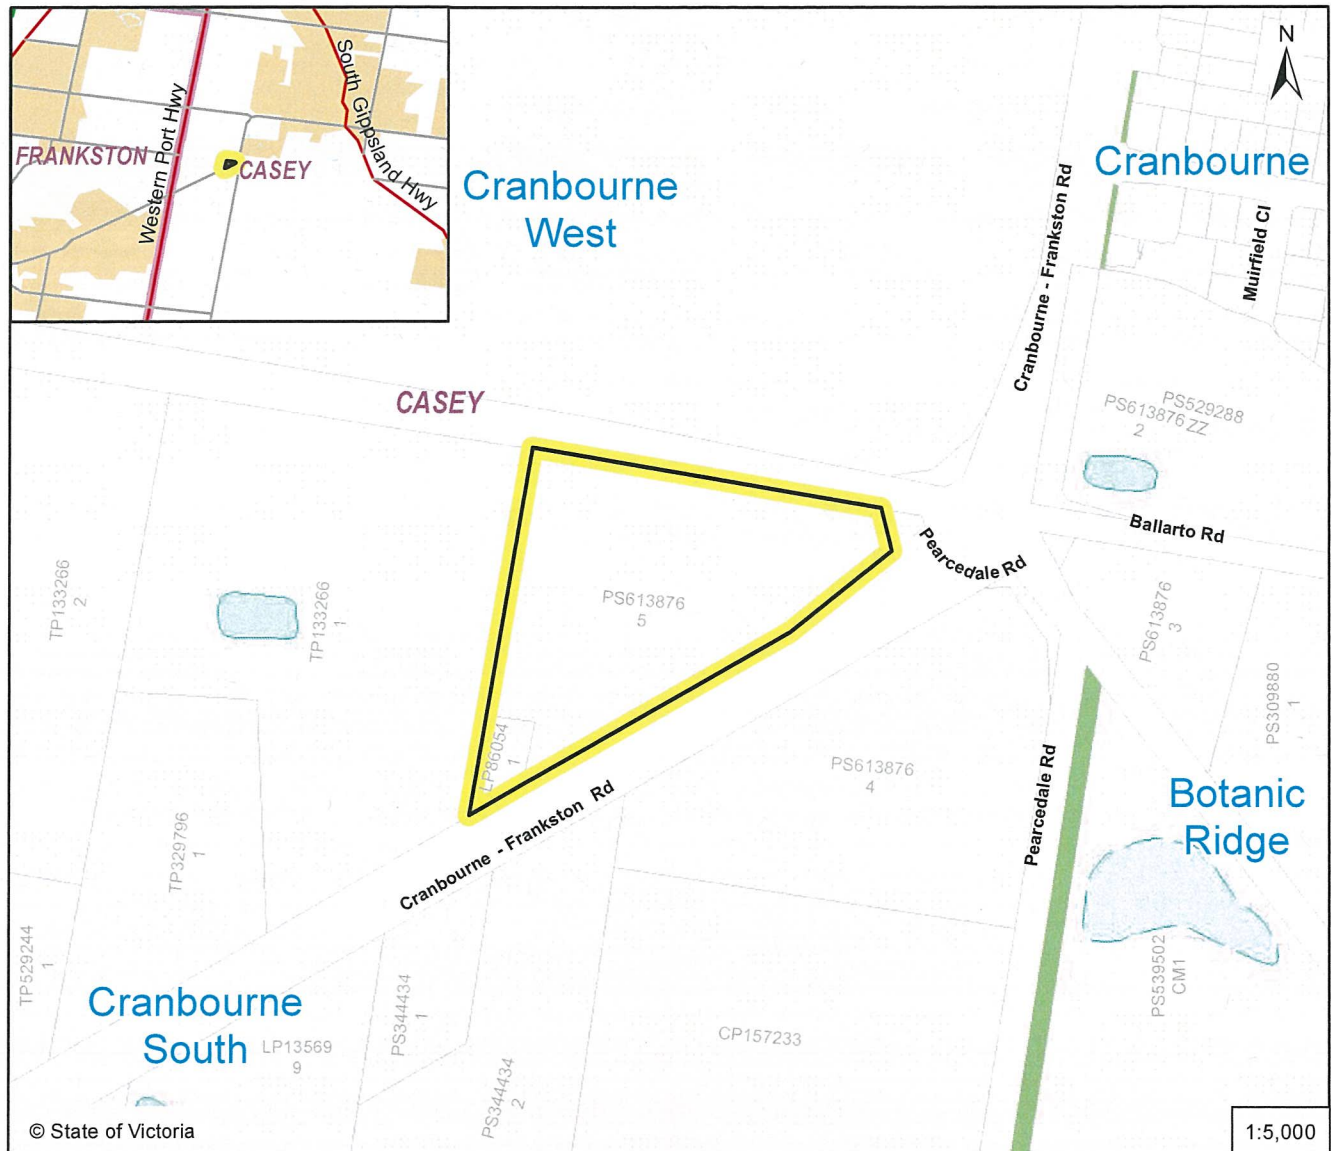 Western Port Hwy
South Gippsland Hwy
FRANKSTON
CASEY
N
Cranbourne
West
Cranbourne
Cranbourne - Frankston Rd
Muirfield Cl
CASEY
PS529288
PS613876 ZZ
2
Ballarto Rd
Pearcedale Rd
TP133266
2
TP133266
1
PS613876
5
PS613876
3
PS309880
1
LP86054
1
PS613876
4
Pearcedale Rd
Botanic
Ridge
Cranbourne - Frankston Rd
TP329796
1
TP529244
1
Cranbourne
South
LP13569
9
PS344434
1
PS344434
2
CP157233
PS539502
CM1
© State of Victoria
1:5,000